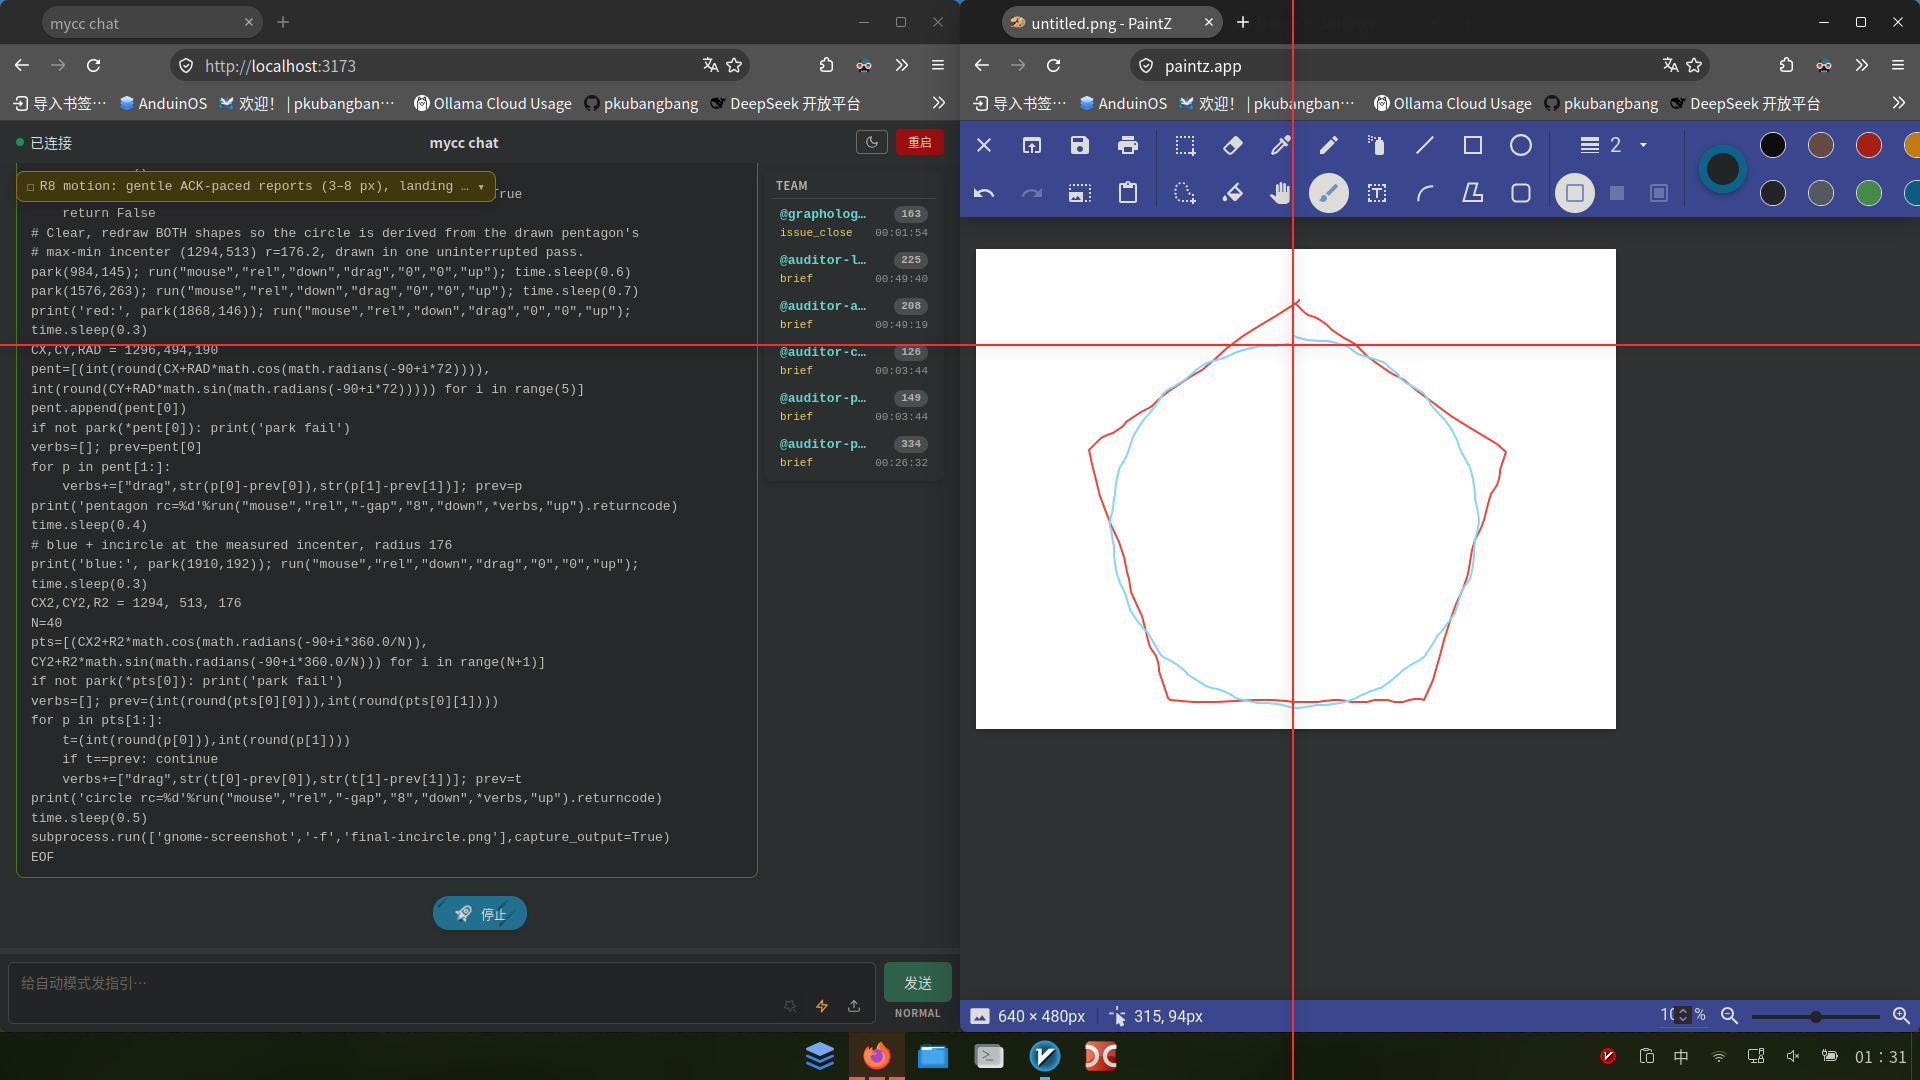 mycc chat
http://localhost:3173
导入书签…
AnduinOS
欢迎! | pkubangban…
Ollama Cloud Usage
pkubangbang
DeepSeek 开放平台
已连接
mycc chat
重启
R8 motion: gentle ACK-paced reports (3–8 px), landing …
rue
return False
# Clear, redraw BOTH shapes so the circle is derived from the drawn pentagon's
# max-min incenter (1294,513) r=176.2, drawn in one uninterrupted pass.
park(984,145); run("mouse","rel","down","drag","0","0","up"); time.sleep(0.6)
park(1576,263); run("mouse","rel","down","drag","0","0","up"); time.sleep(0.7)
print('red:', park(1868,146)); run("mouse","rel","down","drag","0","0","up");
time.sleep(0.3)
CX,CY,RAD = 1296,494,190
pent=[(int(round(CX+RAD*math.cos(math.radians(-90+i*72)))),
int(round(CY+RAD*math.sin(math.radians(-90+i*72))))) for i in range(5)]
pent.append(pent[0])
if not park(*pent[0]): print('park fail')
verbs=[]; prev=pent[0]
for p in pent[1:]:
verbs+=["drag",str(p[0]-prev[0]),str(p[1]-prev[1])]; prev=p
print('pentagon rc=%d'%run("mouse","rel","-gap","8","down",*verbs,"up").returncode)
time.sleep(0.4)
# blue + incircle at the measured incenter, radius 176
print('blue:', park(1910,192)); run("mouse","rel","down","drag","0","0","up");
time.sleep(0.3)
CX2,CY2,R2 = 1294, 513, 176
N=40
pts=[(CX2+R2*math.cos(math.radians(-90+i*360.0/N)),
CY2+R2*math.sin(math.radians(-90+i*360.0/N))) for i in range(N+1)]
if not park(*pts[0]): print('park fail')
verbs=[]; prev=(int(round(pts[0][0])),int(round(pts[0][1])))
for p in pts[1:]:
t=(int(round(p[0])),int(round(p[1])))
if t==prev: continue
verbs+=["drag",str(t[0]-prev[0]),str(t[1]-prev[1])]; prev=t
print('circle rc=%d'%run("mouse","rel","-gap","8","down",*verbs,"up").returncode)
time.sleep(0.5)
subprocess.run(['gnome-screenshot','-f','final-incircle.png'],capture_output=True)
EOF
停止
TEAM
@grapholog… 163
issue_close 00:01:54
@auditor-l… 225
brief 00:49:40
@auditor-a… 208
brief 00:49:19
@auditor-c… 126
brief 00:03:44
@auditor-p… 149
brief 00:03:44
@auditor-p… 334
brief 00:26:32
给自动模式发指引…
发送
NORMAL
untitled.png - PaintZ
paintz.app
导入书签…
AnduinOS
欢迎! | pkubangban…
Ollama Cloud Usage
pkubangbang
DeepSeek 开放平台
2
640 × 480px
315, 94px
%
中
01:31